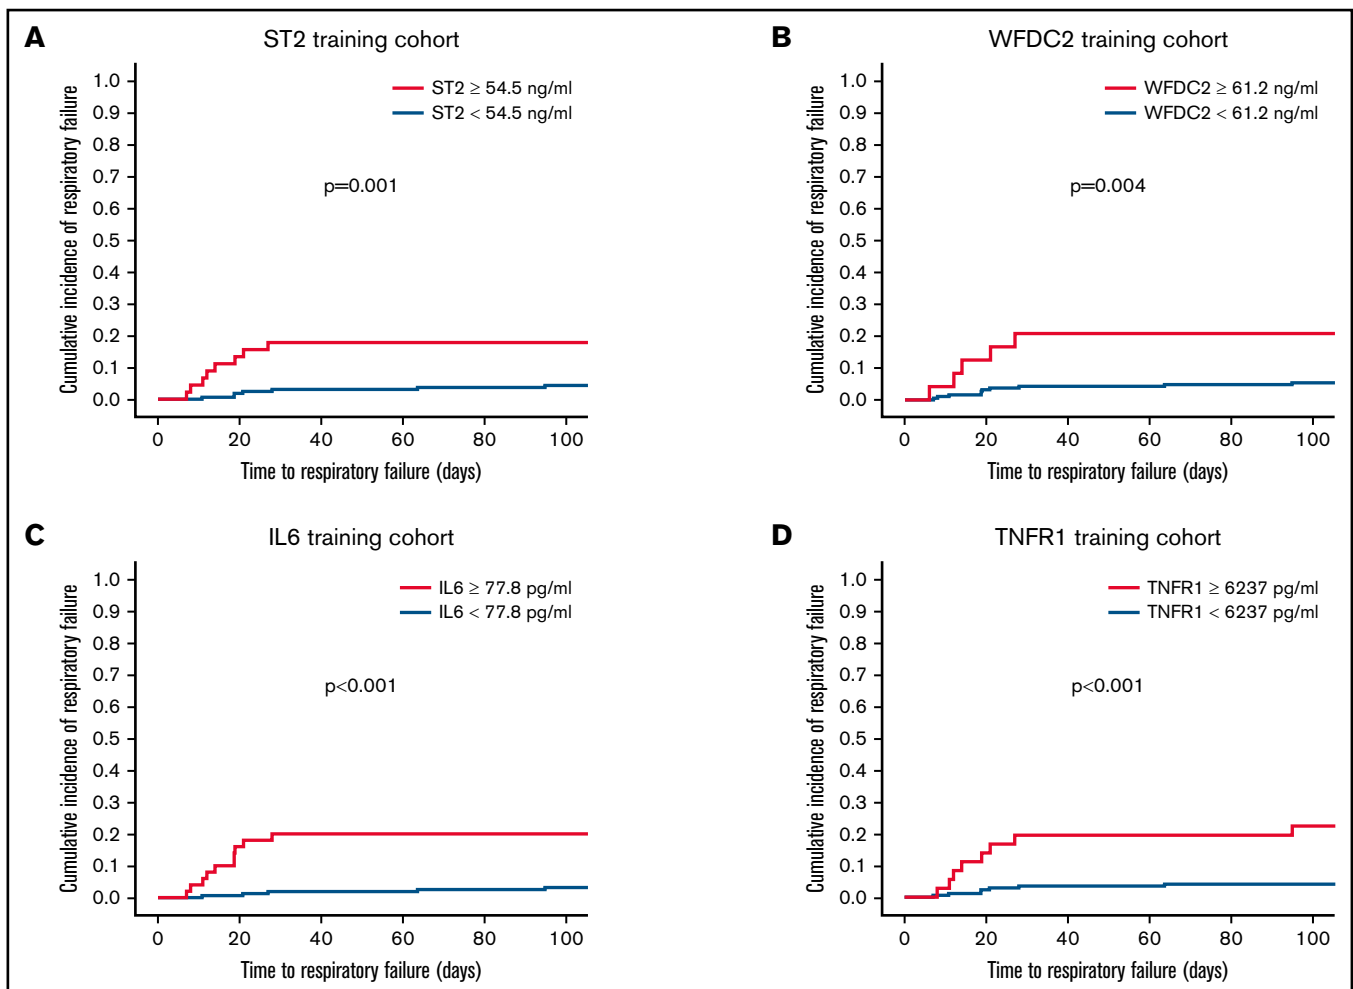 A
ST2 training cohort
Cumulative incidence of respiratory failure
1.0
0.9
0.8
0.7
0.6
0.5
0.4
0.3
0.2
0.1
0.0
ST2 ≥ 54.5 ng/ml
ST2 < 54.5 ng/ml
p=0.001
0 20 40 60 80 100
Time to respiratory failure (days)
B
WFDC2 training cohort
Cumulative incidence of respiratory failure
1.0
0.9
0.8
0.7
0.6
0.5
0.4
0.3
0.2
0.1
0.0
WFDC2 ≥ 61.2 ng/ml
WFDC2 < 61.2 ng/ml
p=0.004
0 20 40 60 80 100
Time to respiratory failure (days)
C
IL6 training cohort
Cumulative incidence of respiratory failure
1.0
0.9
0.8
0.7
0.6
0.5
0.4
0.3
0.2
0.1
0.0
IL6 ≥ 77.8 pg/ml
IL6 < 77.8 pg/ml
p<0.001
0 20 40 60 80 100
Time to respiratory failure (days)
D
TNFR1 training cohort
Cumulative incidence of respiratory failure
1.0
0.9
0.8
0.7
0.6
0.5
0.4
0.3
0.2
0.1
0.0
TNFR1 ≥ 6237 pg/ml
TNFR1 < 6237 pg/ml
p<0.001
0 20 40 60 80 100
Time to respiratory failure (days)